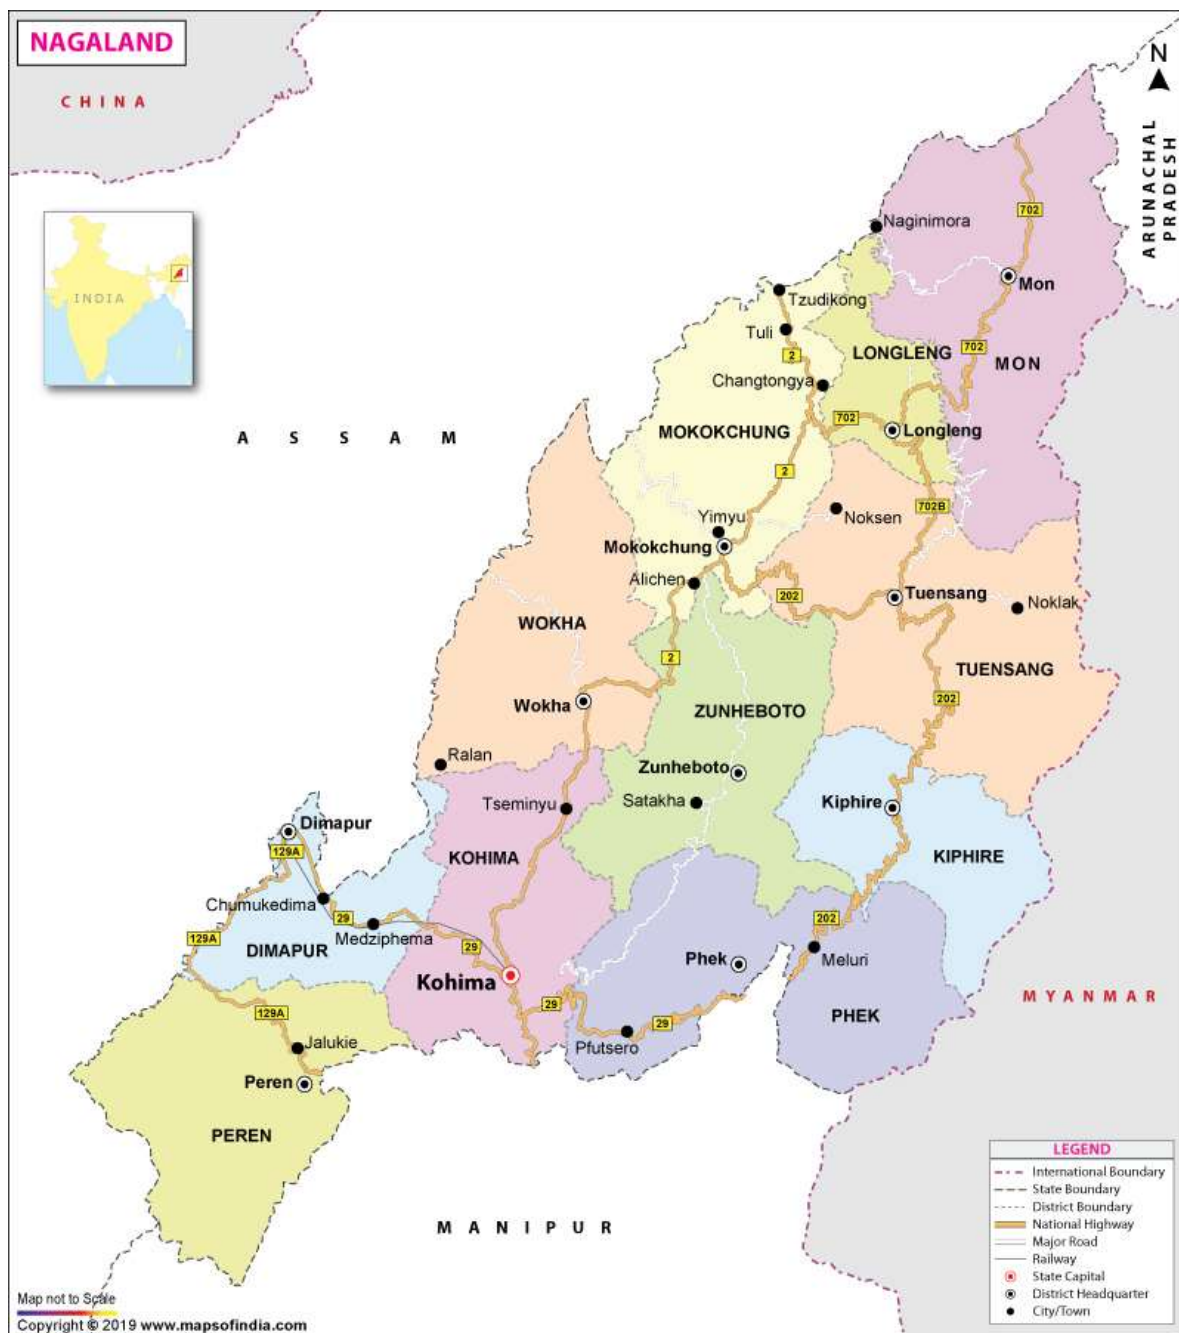 NAGALAND
CHINA
N
ARUNACHAL
PRADESH
INDIA
702
Naginimora
Mon
Tzudikong
Tuli
2
702
LONGLENG
MON
Changtongya
702
Longleng
MOKOKCHUNG
ASSAM
2
702B
Noksen
Yimyu
Mokokchung
Alichen
202
Tuensang
Noklak
WOKHA
2
TUENSANG
202
Wokha
ZUNHEBOTO
Ralan
Zunheboto
Satakha
Kiphire
Tseminyu
Dimapur
129A
KOHIMA
KIPHIRE
Chumukedima
29
202
129A
Medziphema
DIMAPUR
29
Meluri
Phek
Kohima
MYANMAR
29
PHEK
129A
29
Jalukie
Pfutsero
Peren
PEREN
MANIPUR
LEGEND
International Boundary
State Boundary
District Boundary
National Highway
Major Road
Railway
State Capital
District Headquarter
City/Town
Map not to Scale
Copyright © 2019 www.mapsofindia.com